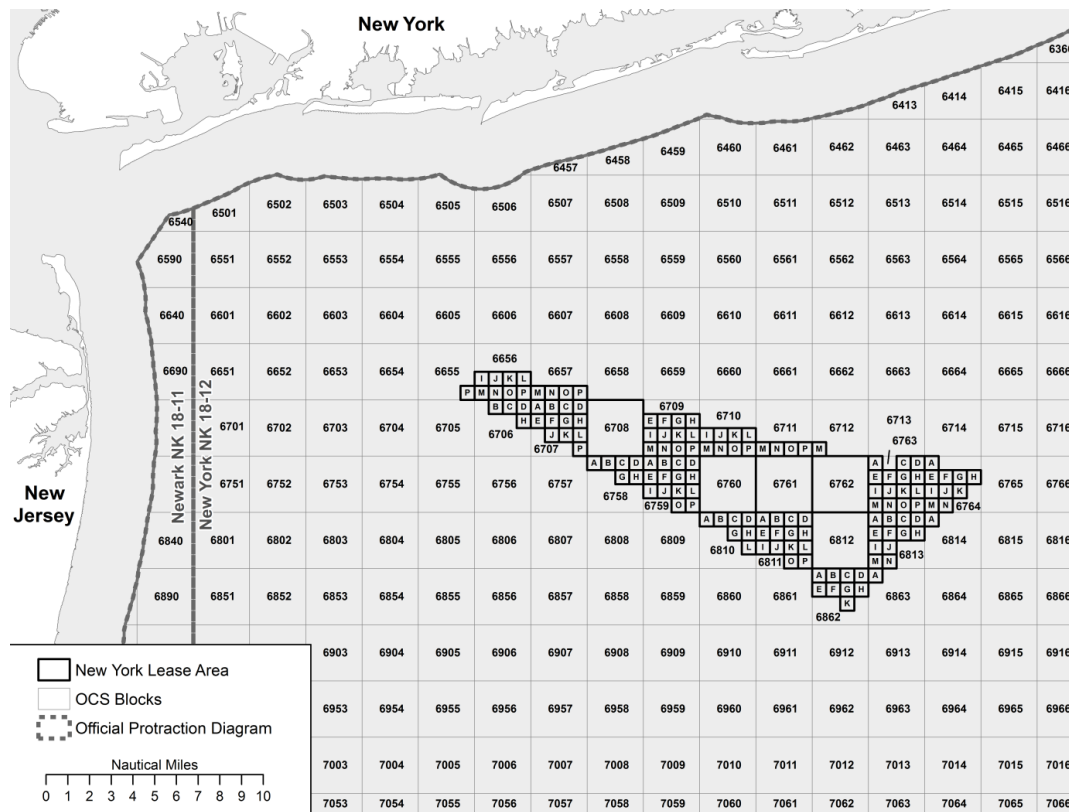 New York
6366
6413 6414 6415 6416
6457 6458 6459 6460 6461 6462 6463 6464 6465 6466
6540 6501 6502 6503 6504 6505 6506 6507 6508 6509 6510 6511 6512 6513 6514 6515 6516
6590 6551 6552 6553 6554 6555 6556 6557 6558 6559 6560 6561 6562 6563 6564 6565 6566
6640 6601 6602 6603 6604 6605 6606 6607 6608 6609 6610 6611 6612 6613 6614 6615 6616
6656
6690 6651 6652 6653 6654 6655 6657 6658 6659 6660 6661 6662 6663 6664 6665 6666
I J K L
P M N O P M N O P
B C D A B C D 6709 6710 6713
H E F G H E F G H
6701 6702 6703 6704 6705 6706 6708 6711 6712 6714 6715 6716
J K L I J K L I J K L
6707 6763
P M N O P M N O P M N O P M
A B C D A B C D A C D A
G H E F G H E F G H E F G H
6751 6752 6753 6754 6755 6756 6757 6758 6760 6761 6762 6765 6766
I J K L I J K L I J K
6759 O P M N O P M N 6764
A B C D A B C D A B C D A
G H E F G H E F G H
6840 6801 6802 6803 6804 6805 6806 6807 6808 6809 6812 6814 6815 6816
6810 L I J K L I J
6811 O P M N 6813
A B C D A
E F G H
6890 6851 6852 6853 6854 6855 6856 6857 6858 6859 6860 6861 6863 6864 6865 6866
K
6862
Newark NK 18-11
New York NK 18-12
New
Jersey
6903 6904 6905 6906 6907 6908 6909 6910 6911 6912 6913 6914 6915 6916
6953 6954 6955 6956 6957 6958 6959 6960 6961 6962 6963 6964 6965 6966
7003 7004 7005 7006 7007 7008 7009 7010 7011 7012 7013 7014 7015 7016
7053 7054 7055 7056 7057 7058 7059 7060 7061 7062 7063 7064 7065 7066
New York Lease Area
OCS Blocks
Official Protraction Diagram
Nautical Miles
0 1 2 3 4 5 6 7 8 9 10